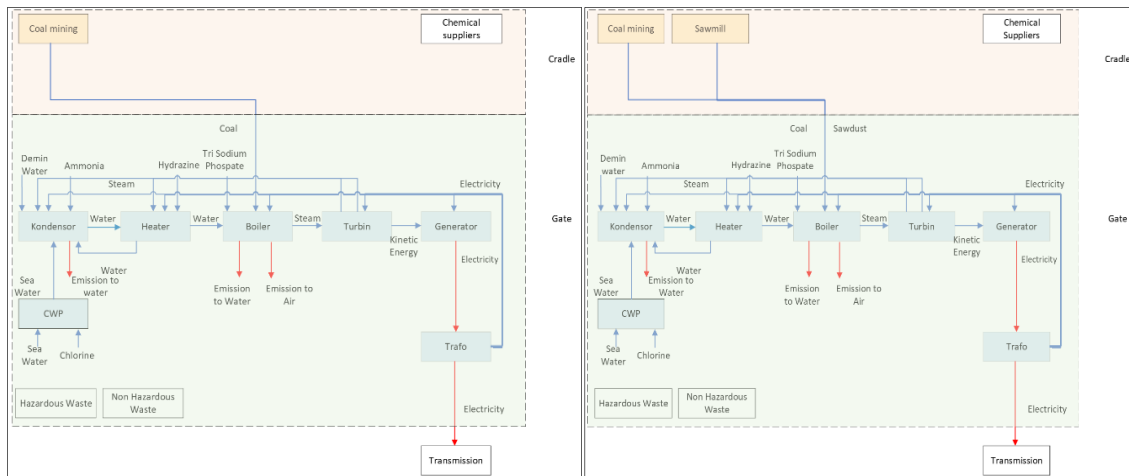 Coal mining
Chemical
suppliers
Cradle
Coal
Demin
Water
Ammonia
Hydrazine
Tri Sodium
Phospate
Steam
Electricity
Gate
Water
Water
Steam
Kondensor
Heater
Boiler
Turbin
Generator
Kinetic
Energy
Water
Sea
Water
Emission to
water
Emission
to Water
Emission to
Air
Electricity
CWP
Sea
Water
Chlorine
Trafo
Hazardous Waste
Non Hazardous
Waste
Electricity
Transmission
Coal mining
Sawmill
Chemical
Suppliers
Cradle
Coal
Sawdust
Demin
water
Ammonia
Hydrazine
Tri Sodium
Phospate
Steam
Electricity
Gate
Water
Water
Steam
Kondensor
Heater
Boiler
Turbin
Generator
Kinetic
Energy
Water
Sea
Water
Emission to
Water
Emission
to Water
Emission to
Air
Electricity
CWP
Sea
Water
Chlorine
Trafo
Hazardous Waste
Non Hazardous
Waste
Electricity
Transmission